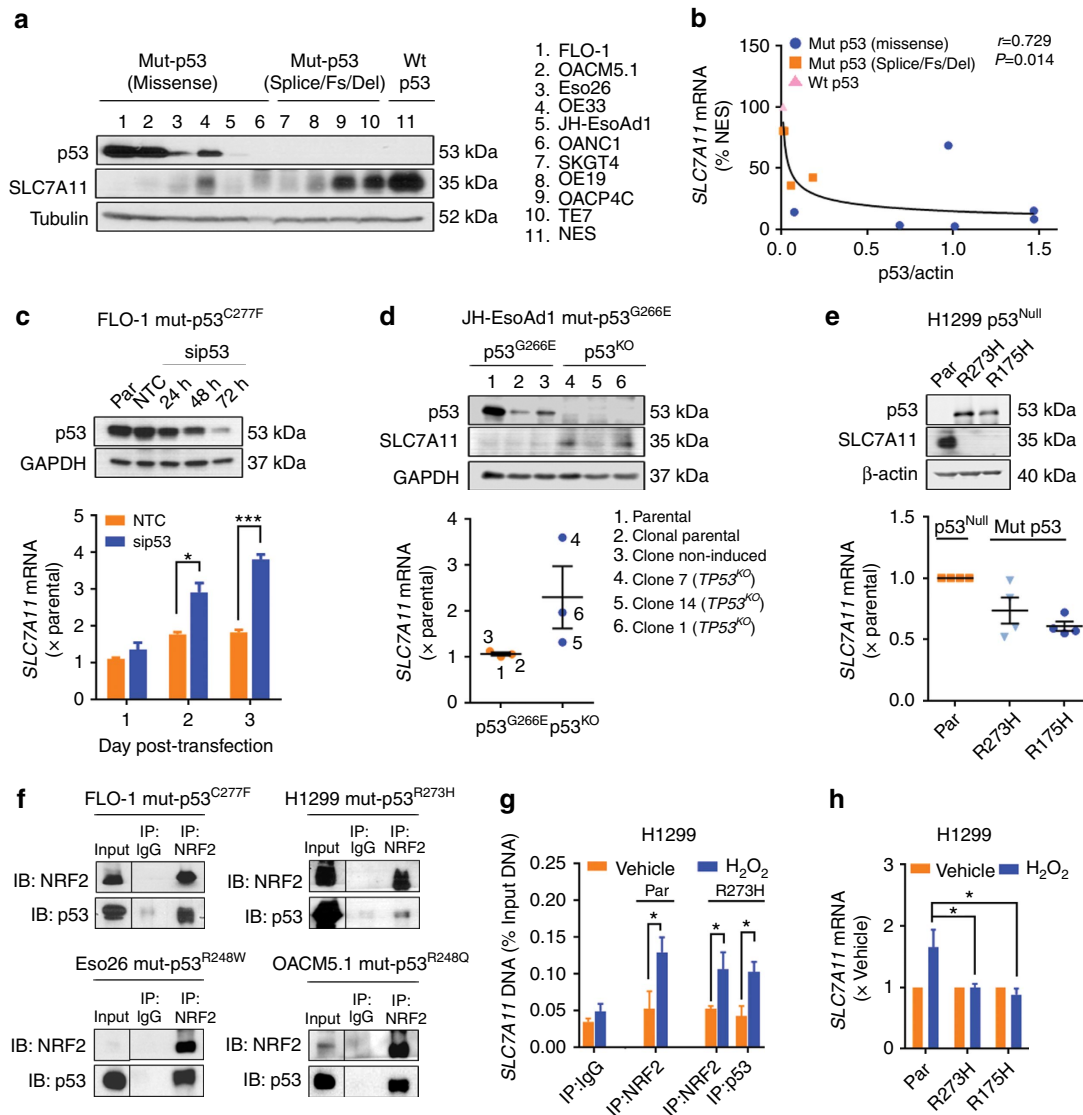 a
Mut-p53
(Missense)
Mut-p53
(Splice/Fs/Del)
Wt
p53
1 2 3 4 5 6 7 8 9 10 11
p53
53 kDa
SLC7A11
35 kDa
Tubulin
52 kDa
1. FLO-1
2. OACM5.1
3. Eso26
4. OE33
5. JH-EsoAd1
6. OANC1
7. SKGT4
8. OE19
9. OACP4C
10. TE7
11. NES
b
Mut p53 (missense)
Mut p53 (Splice/Fs/Del)
Wt p53
r=0.729
P=0.014
SLC7A11 mRNA
(% NES)
150
100
50
0
0.0 0.5 1.0 1.5
p53/actin
c
FLO-1 mut-p53C277F
sip53
Par NTC 24 h 48 h 72 h
p53
53 kDa
GAPDH
37 kDa
NTC
sip53
SLC7A11 mRNA
(× parental)
5
4
3
2
1
0
* ***
1 2 3
Day post-transfection
d
JH-EsoAd1 mut-p53G266E
p53G266E p53KO
1 2 3 4 5 6
p53
53 kDa
SLC7A11
35 kDa
GAPDH
37 kDa
SLC7A11 mRNA
(× parental)
4
3
2
1
0
3 1 2
4 6 5
p53G266E p53KO
1. Parental
2. Clonal parental
3. Clone non-induced
4. Clone 7 (TP53KO)
5. Clone 14 (TP53KO)
6. Clone 1 (TP53KO)
e
H1299 p53Null
Par R273H R175H
p53
53 kDa
SLC7A11
35 kDa
β-actin
40 kDa
p53Null Mut p53
SLC7A11 mRNA
(× parental)
1.5
1.0
0.5
0.0
Par R273H R175H
f
FLO-1 mut-p53C277F
Input
IP:
IgG
IP:
NRF2
IB: NRF2
IB: p53
H1299 mut-p53R273H
Input
IP:
IgG
IP:
NRF2
IB: NRF2
IB: p53
Eso26 mut-p53R248W
Input
IP:
IgG
IP:
NRF2
IB: NRF2
IB: p53
OACM5.1 mut-p53R248Q
Input
IP:
IgG
IP:
NRF2
IB: NRF2
IB: p53
g
H1299
Vehicle H2O2
Par R273H
* * *
SLC7A11 DNA (% Input DNA)
0.25
0.20
0.15
0.10
0.05
0.00
IP:IgG IP:NRF2 IP:NRF2 IP:p53
h
H1299
Vehicle H2O2
* *
SLC7A11 mRNA
(× Vehicle)
3
2
1
0
Par R273H R175H